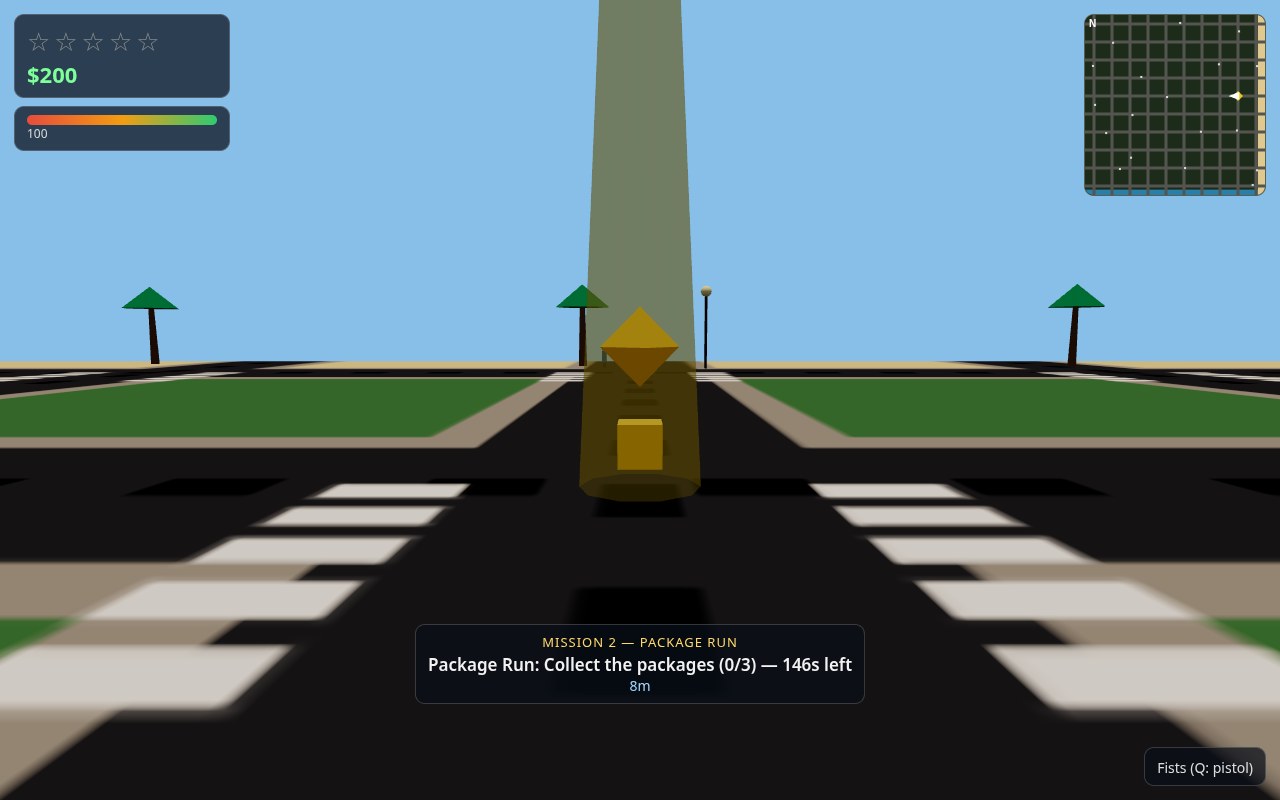 $200
100
N
MISSION 2 — PACKAGE RUN
Package Run: Collect the packages (0/3) — 146s left
8m
Fists (Q: pistol)